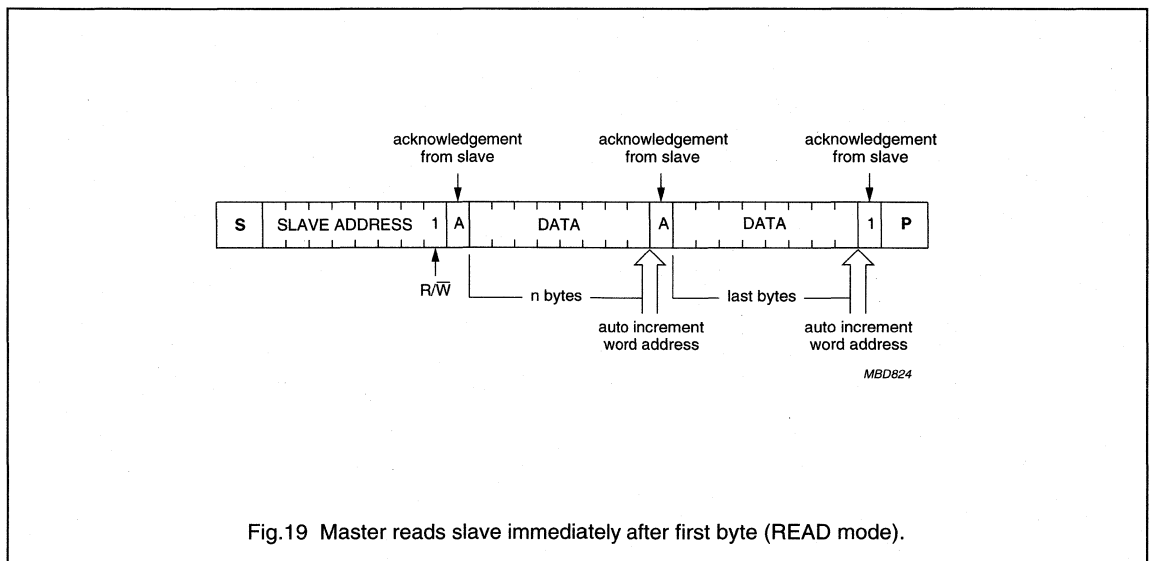 acknowledgement
from slave
acknowledgement
from slave
acknowledgement
from slave
S SLAVE ADDRESS 1 A DATA A DATA 1 P
R/W̅
n bytes
last bytes
auto increment
word address
auto increment
word address
MBD824
Fig.19 Master reads slave immediately after first byte (READ mode).